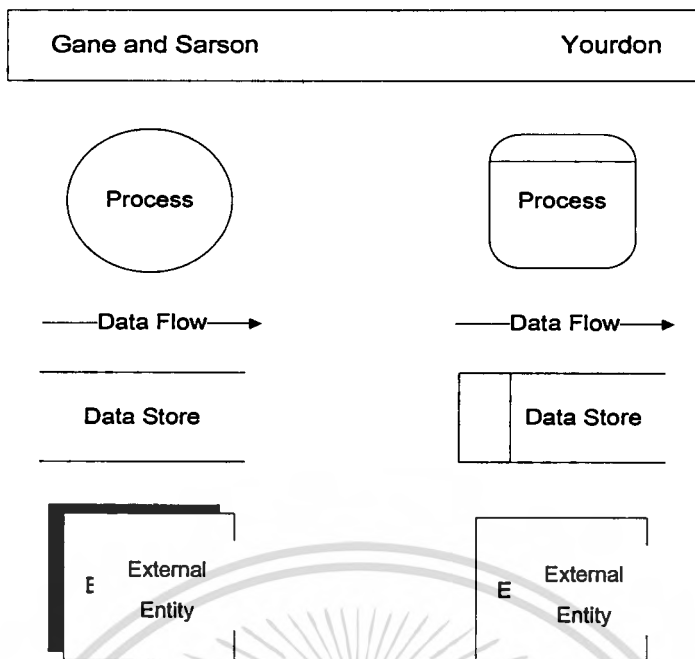 Gane and Sarson Yourdon
Process Process
Data Flow Data Flow
Data Store Data Store
E External Entity E External Entity